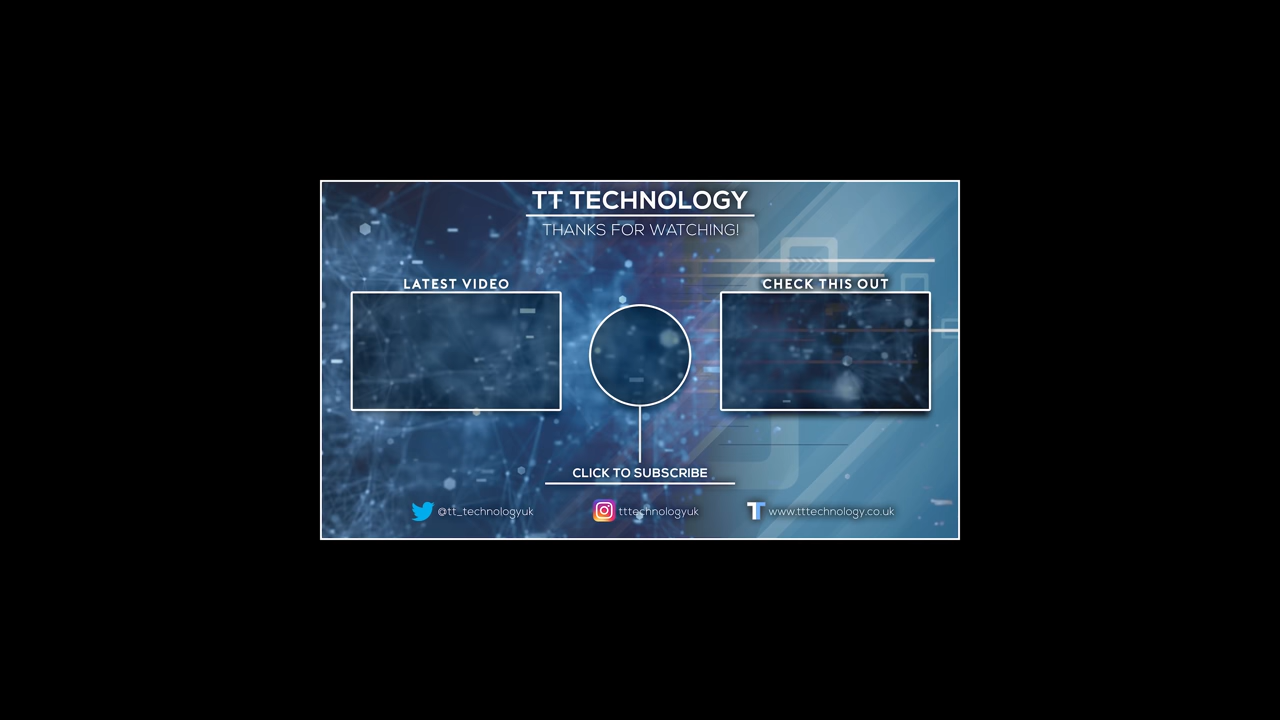 TT TECHNOLOGY
THANKS FOR WATCHING!
LATEST VIDEO
CHECK THIS OUT
CLICK TO SUBSCRIBE
@tt_technologyuk
tttechnologyuk
TT www.tttechnology.co.uk